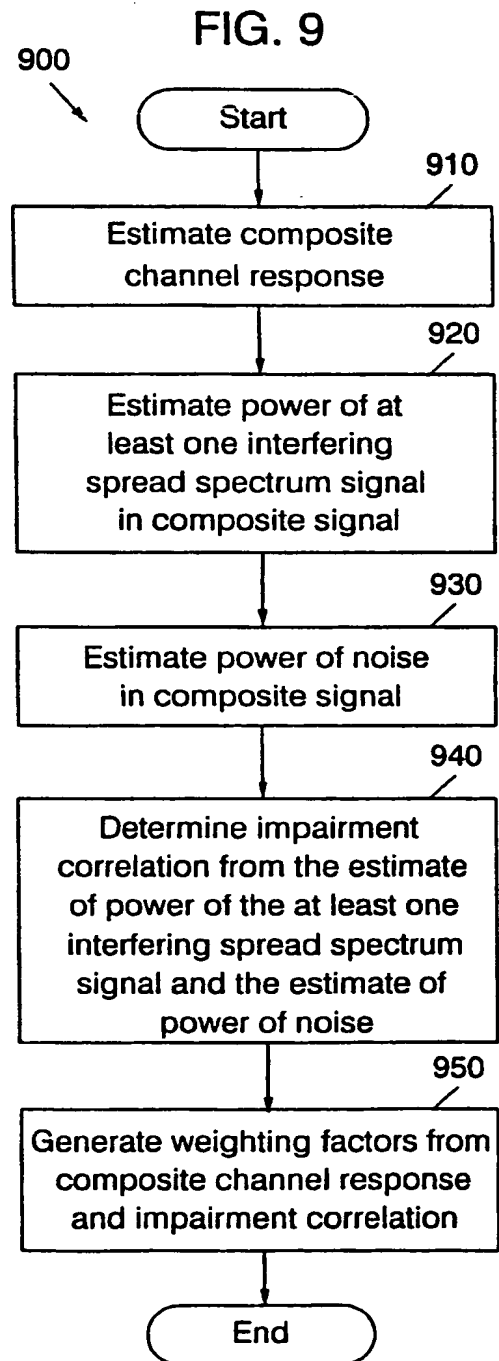 FIG. 9
900
Start
910
Estimate composite
channel response
920
Estimate power of at
least one interfering
spread spectrum signal
in composite signal
930
Estimate power of noise
in composite signal
940
Determine impairment
correlation from the estimate
of power of the at least one
interfering spread spectrum
signal and the estimate of
power of noise
950
Generate weighting factors from
composite channel response
and impairment correlation
End